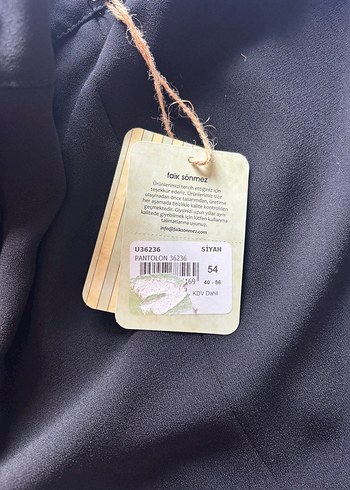 faik sönmez
Ürünlerimizi tercih ettiğiniz için
teşekkür ederiz. Ürünlerimiz size
ulaşmadan önce tasarımdan, üretime
her aşamada titizlikle kalite kontrolden
geçmektedir. Giysinizi uzun yıllar aynı
kalitede giyebilmek için lütfen kullanma
talimatlarına uyunuz.
info@faiksonmez.com
U36236 SİYAH
PANTOLON 36236
54
169 40 - 56
KDV Dahil